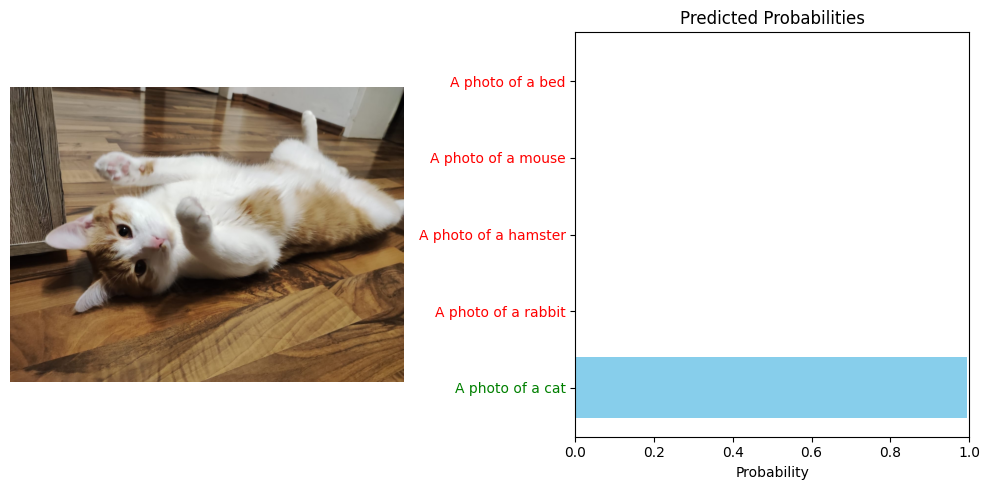 Predicted Probabilities
A photo of a bed
A photo of a mouse
A photo of a hamster
A photo of a rabbit
A photo of a cat
0.0 0.2 0.4 0.6 0.8 1.0
Probability